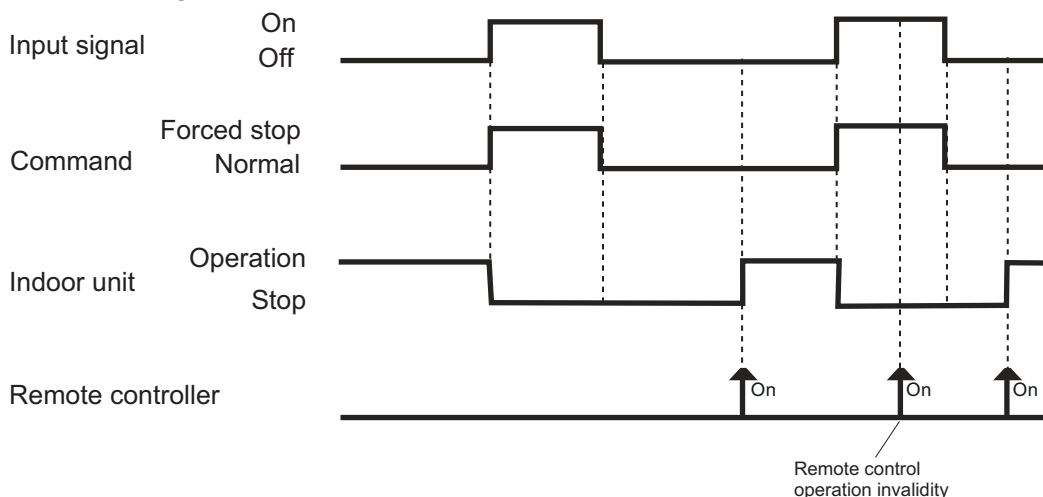 On
Input signal
Off
Forced stop
Command
Normal
Operation
Indoor unit
Stop
On
On
On
Remote controller
Remote control
operation invalidity